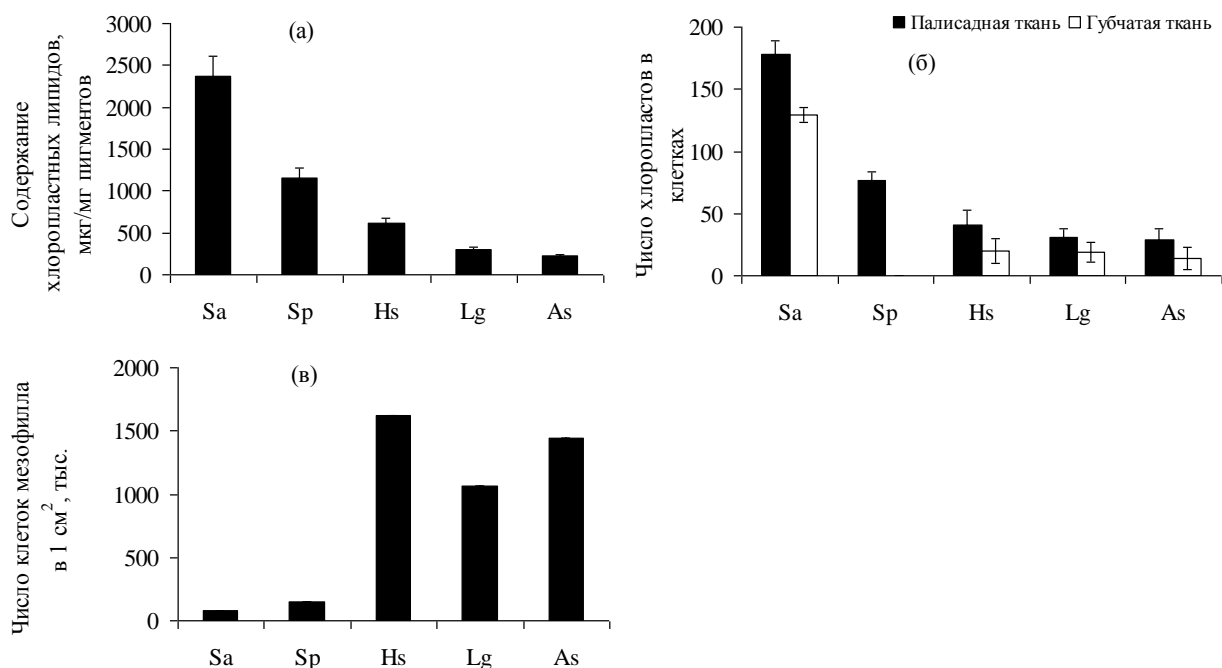 Содержание
хлоропластных липидов,
мкг/мг пигментов
3000
2500
2000
1500
1000
500
0
(а)
Sa Sp Hs Lg As
Палисадная ткань Губчатая ткань
Число хлоропластов в
клетках
200
150
100
50
0
(б)
Sa Sp Hs Lg As
Число клеток мезофилла
в 1 см², тыс.
2000
1500
1000
500
0
(в)
Sa Sp Hs Lg As